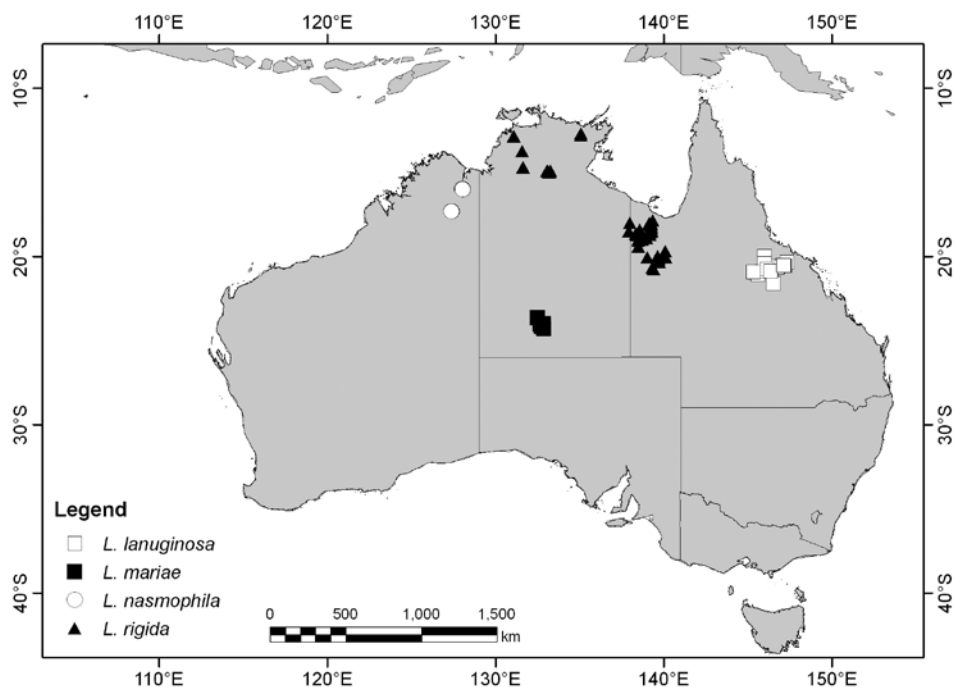 110°E 120°E 130°E 140°E 150°E
10°S 10°S
20°S 20°S
30°S 30°S
40°S 40°S
Legend
L. lanuginosa
L. mariae
L. nasmophila
L. rigida
0 500 1,000 1,500
km
110°E 120°E 130°E 140°E 150°E